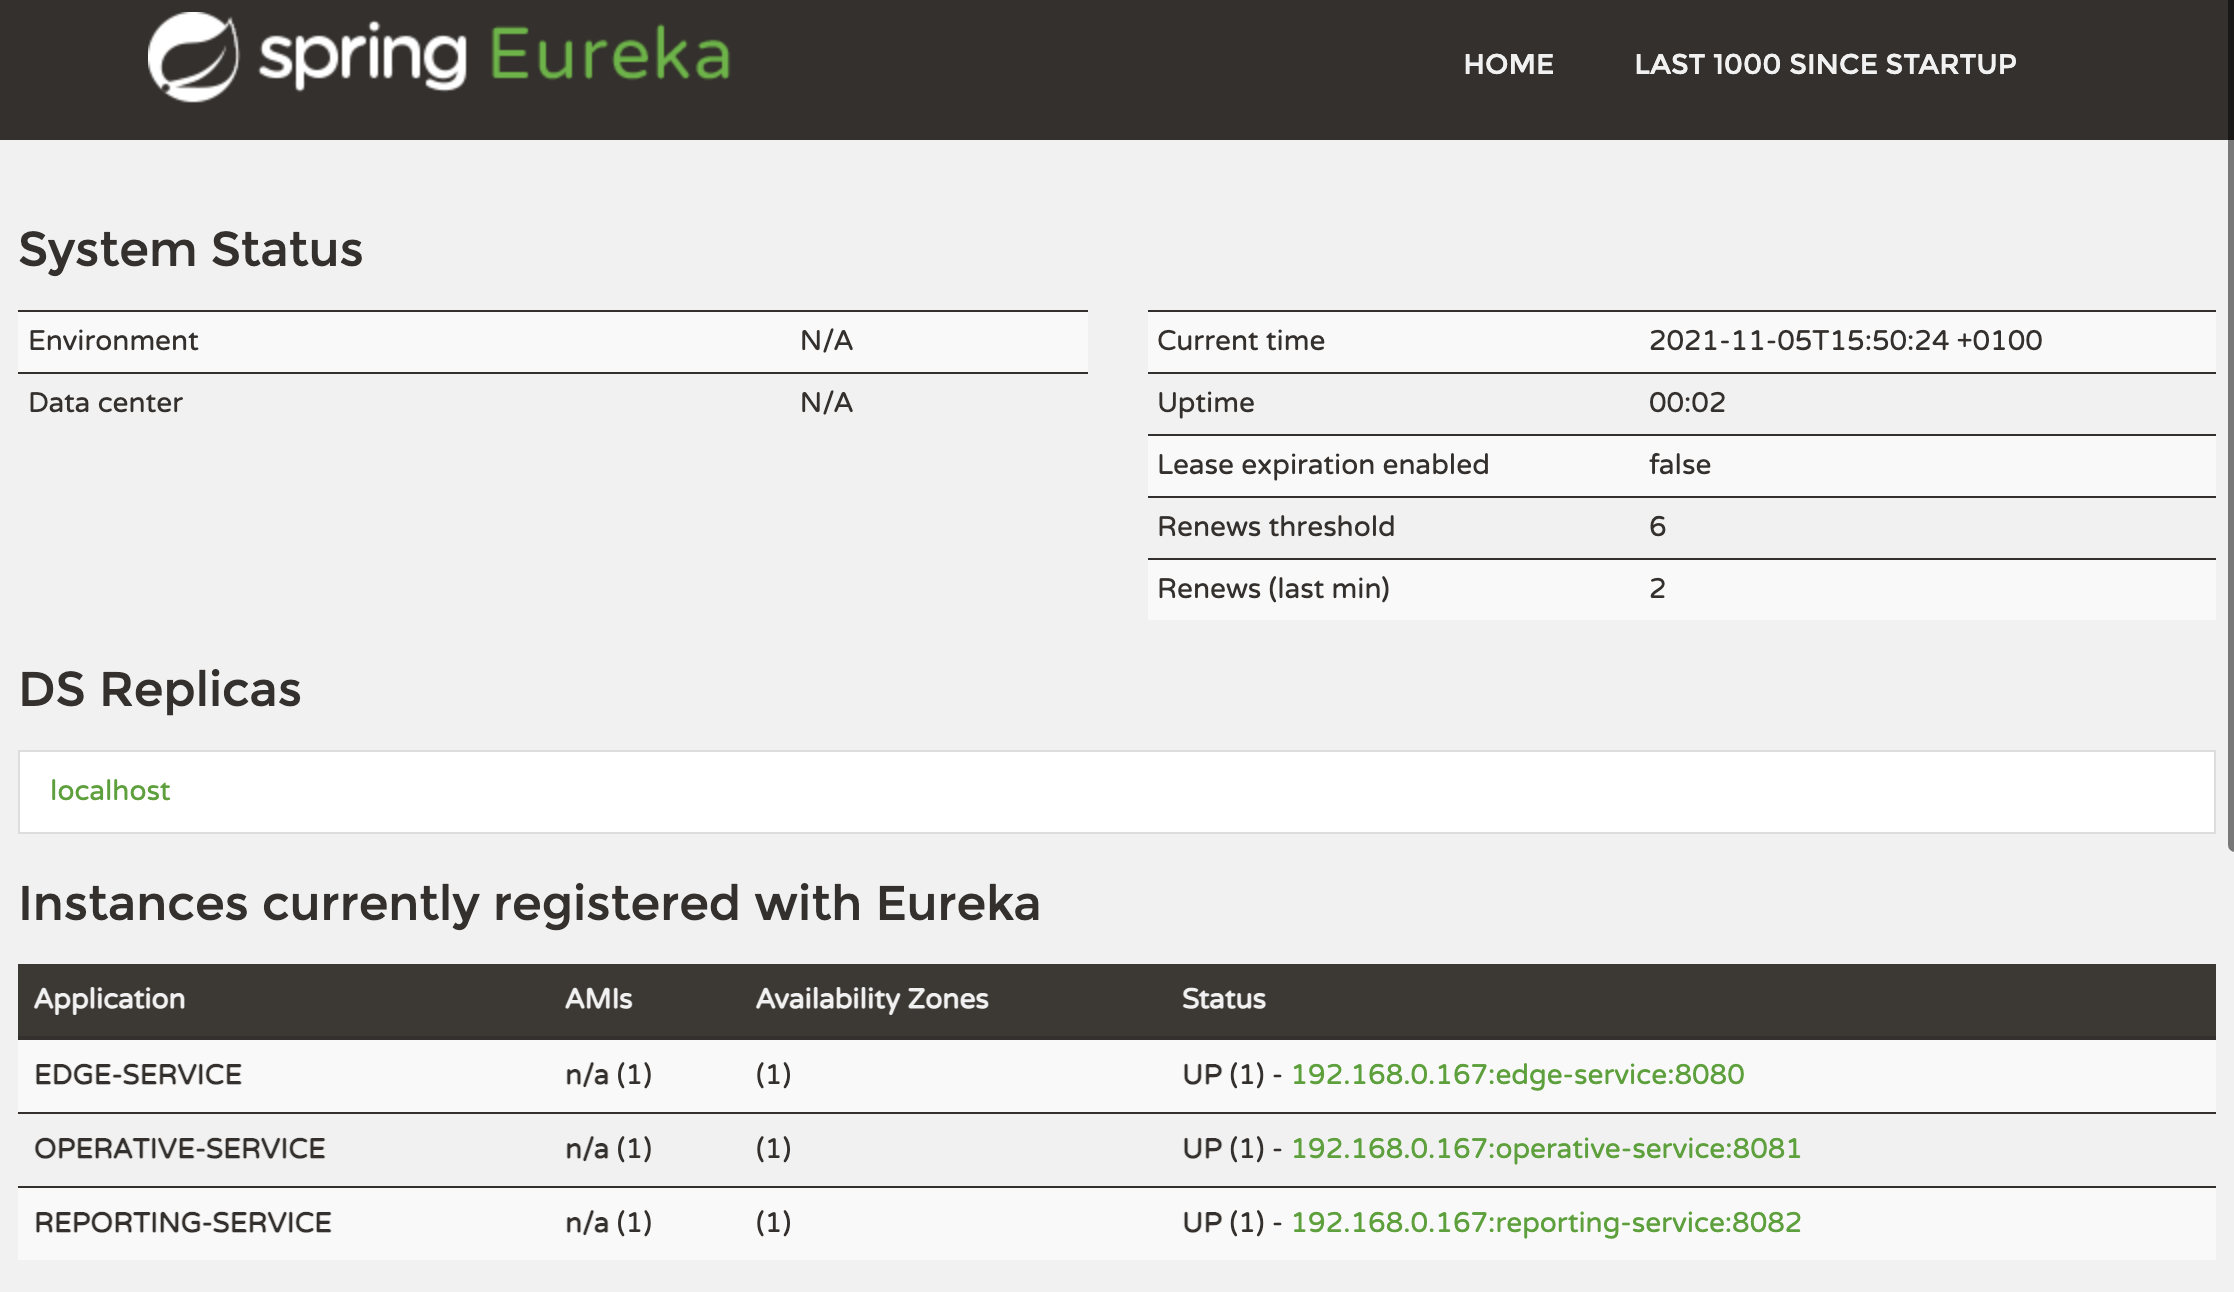 spring Eureka
HOME LAST 1000 SINCE STARTUP
System Status
Environment N/A
Data center N/A
Current time 2021-11-05T15:50:24 +0100
Uptime 00:02
Lease expiration enabled false
Renews threshold 6
Renews (last min) 2
DS Replicas
localhost
Instances currently registered with Eureka
Application AMIs Availability Zones Status
EDGE-SERVICE n/a (1) (1) UP (1) - 192.168.0.167:edge-service:8080
OPERATIVE-SERVICE n/a (1) (1) UP (1) - 192.168.0.167:operative-service:8081
REPORTING-SERVICE n/a (1) (1) UP (1) - 192.168.0.167:reporting-service:8082